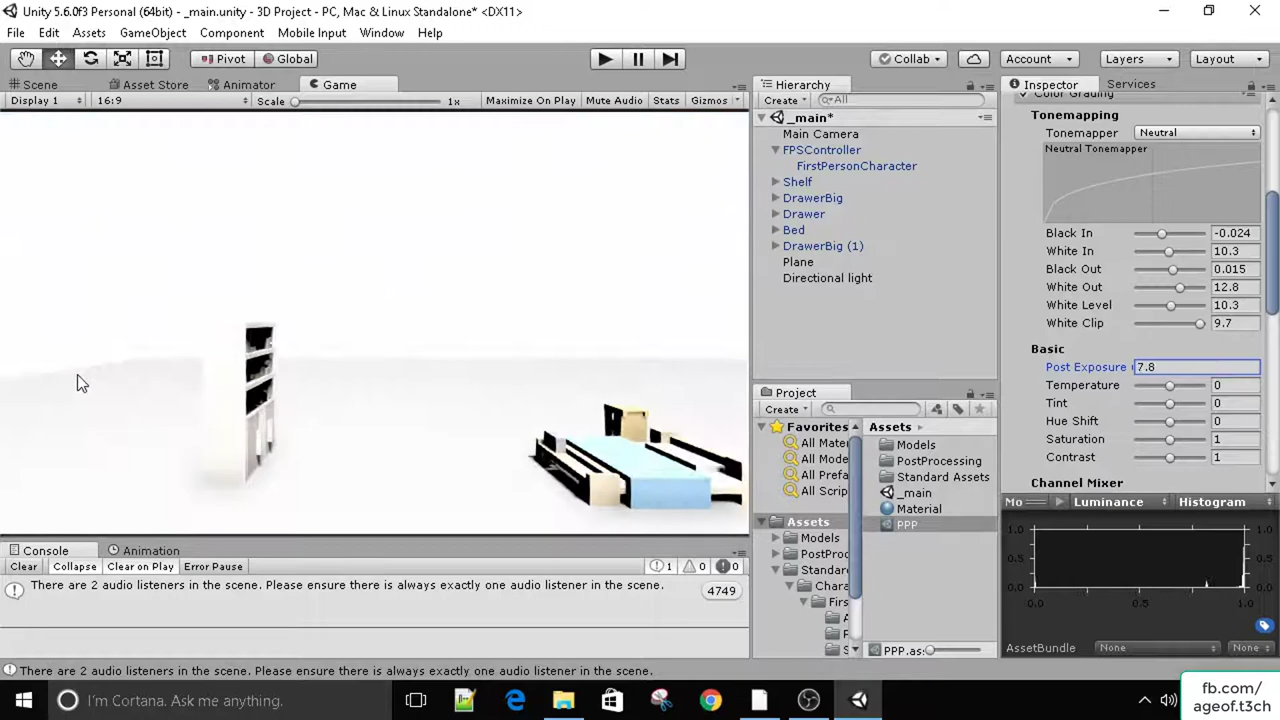 Unity 5.6.0f3 Personal (64bit) - _main.unity - 3D Project - PC, Mac & Linux Standalone* <DX11>
File Edit Assets GameObject Component Mobile Input Window Help
Pivot Global Collab Account Layers Layout
Scene Asset Store Animator Game
Display 1 16:9 Scale 1x Maximize On Play Mute Audio Stats Gizmos
Hierarchy
Create All
_main*
Main Camera
FPSController
FirstPersonCharacter
Shelf
DrawerBig
Drawer
Bed
DrawerBig (1)
Plane
Directional light
Project
Create
Favorites
All Mater
All Mode
All Prefa
All Scrip
Assets
Models
PostProc
Standar
Chara
Firs
Assets
Models
PostProcessing
Standard Assets
_main
Material
PPP
PPP.as
Inspector Services
Color Grading
Tonemapping
Tonemapper Neutral
Neutral Tonemapper
Black In -0.024
White In 10.3
Black Out 0.015
White Out 12.8
White Level 10.3
White Clip 9.7
Basic
Post Exposure 7.8
Temperature 0
Tint 0
Hue Shift 0
Saturation 1
Contrast 1
Channel Mixer
Mo Luminance Histogram
1.0 1.0
0.5 0.5
0.0 0.0
0.0 0.5 1.0
AssetBundle None None
Console Animation
Clear Collapse Clear on Play Error Pause 1 0 0
There are 2 audio listeners in the scene. Please ensure there is always exactly one audio listener in the scene. 4749
There are 2 audio listeners in the scene. Please ensure there is always exactly one audio listener in the scene.
I'm Cortana. Ask me anything.
fb.com/
ageof.t3ch